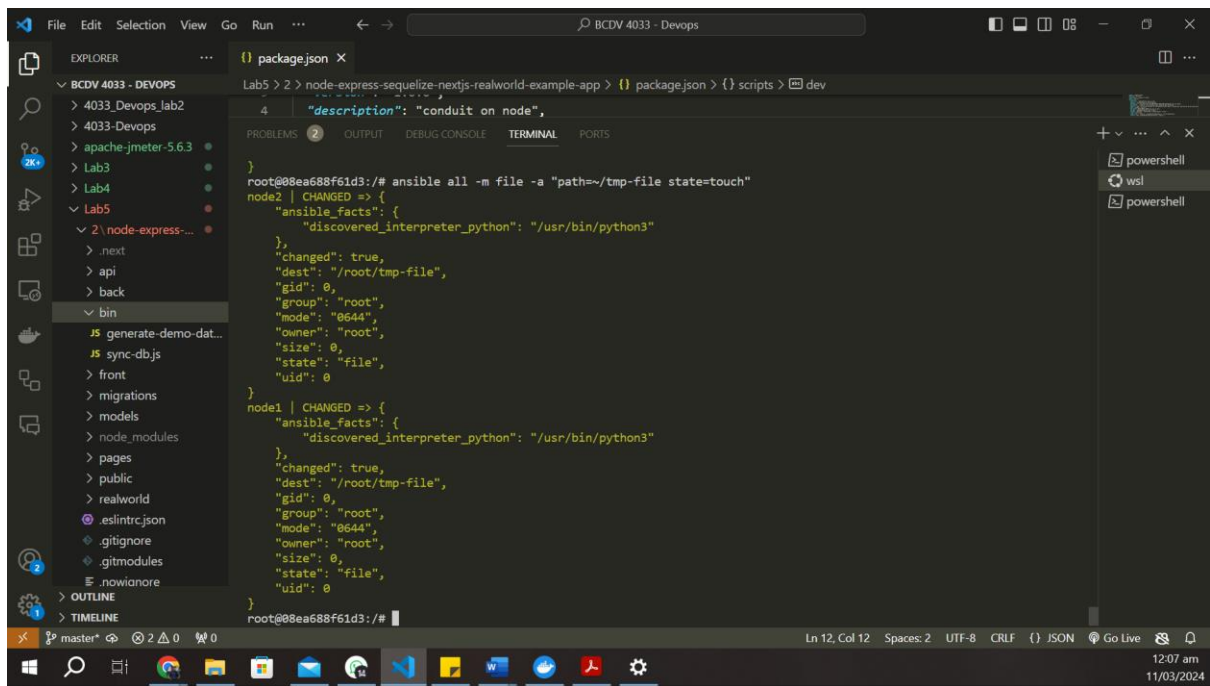 File Edit Selection View Go Run ··· BCDV 4033 - Devops
EXPLORER ···
BCDV 4033 - DEVOPS
4033_Devops_lab2
4033-Devops
apache-jmeter-5.6.3
Lab3
Lab4
Lab5
2\node-express-...
.next
api
back
bin
JS generate-demo-dat...
JS sync-db.js
front
migrations
models
node_modules
pages
public
realworld
.eslintrc.json
.gitignore
.gitmodules
.nowignore
OUTLINE
TIMELINE
2K+
2
1
{} package.json
Lab5 > 2 > node-express-sequelize-nextjs-realworld-example-app > {} package.json > {} scripts > dev
4 "description": "conduit on node",
PROBLEMS 2 OUTPUT DEBUG CONSOLE TERMINAL PORTS
}
root@08ea688f61d3:/# ansible all -m file -a "path=~/tmp-file state=touch"
node2 | CHANGED => {
"ansible_facts": {
"discovered_interpreter_python": "/usr/bin/python3"
},
"changed": true,
"dest": "/root/tmp-file",
"gid": 0,
"group": "root",
"mode": "0644",
"owner": "root",
"size": 0,
"state": "file",
"uid": 0
}
node1 | CHANGED => {
"ansible_facts": {
"discovered_interpreter_python": "/usr/bin/python3"
},
"changed": true,
"dest": "/root/tmp-file",
"gid": 0,
"group": "root",
"mode": "0644",
"owner": "root",
"size": 0,
"state": "file",
"uid": 0
}
root@08ea688f61d3:/#
powershell
wsl
powershell
master* 2 0 0 Ln 12, Col 12 Spaces: 2 UTF-8 CRLF {} JSON Go Live
12:07 am
11/03/2024